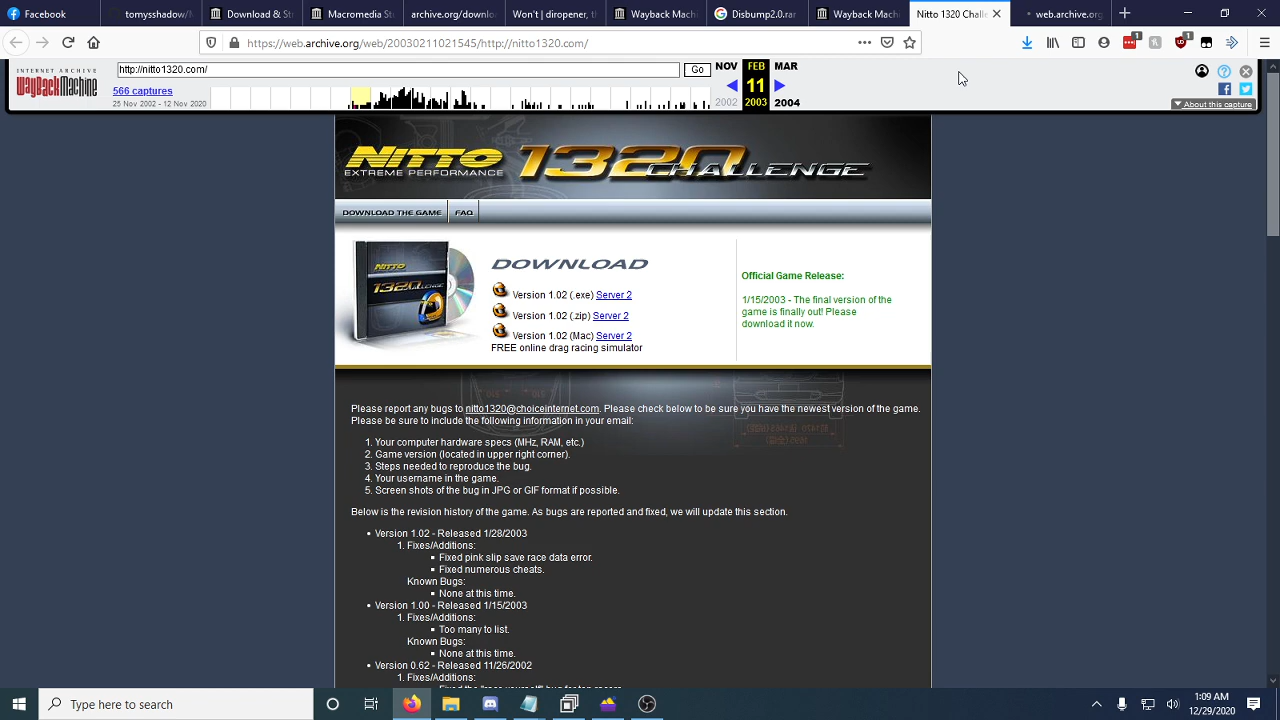 Facebook
tomysshadow/M
Download & St
Macromedia St
archive.org/downlo
Won't | diropener, th
Wayback Machi
Disbump2.0.rar
Wayback Machi
Nitto 1320 Challe
web.archive.org
https://web.archive.org/web/20030211021545/http://nitto1320.com/
1
1
INTERNET ARCHIVE
WayBackMachine
http://nitto1320.com/
Go
NOV FEB MAR
11
2002 2003 2004
566 captures
25 Nov 2002 - 12 Nov 2020
About this capture
NITTO
EXTREME PERFORMANCE
1320 CHALLENGE
DOWNLOAD THE GAME
FAQ
NITTO
1320 CHALLENGE
DOWNLOAD
Version 1.02 (.exe) Server 2
Version 1.02 (.zip) Server 2
Version 1.02 (Mac) Server 2
FREE online drag racing simulator
Official Game Release:
1/15/2003 - The final version of the
game is finally out! Please
download it now.
Please report any bugs to nitto1320@choiceinternet.com. Please check below to be sure you have the newest version of the game.
Please be sure to include the following information in your email:
1. Your computer hardware specs (MHz, RAM, etc.)
2. Game version (located in upper right corner).
3. Steps needed to reproduce the bug.
4. Your username in the game.
5. Screen shots of the bug in JPG or GIF format if possible.
Below is the revision history of the game. As bugs are reported and fixed, we will update this section.
• Version 1.02 - Released 1/28/2003
1. Fixes/Additions:
▪ Fixed pink slip save race data error.
▪ Fixed numerous cheats.
Known Bugs:
▪ None at this time.
• Version 1.00 - Released 1/15/2003
1. Fixes/Additions:
▪ Too many to list.
Known Bugs:
▪ None at this time.
• Version 0.62 - Released 11/26/2002
1. Fixes/Additions:
Type here to search
1:09 AM
12/29/2020